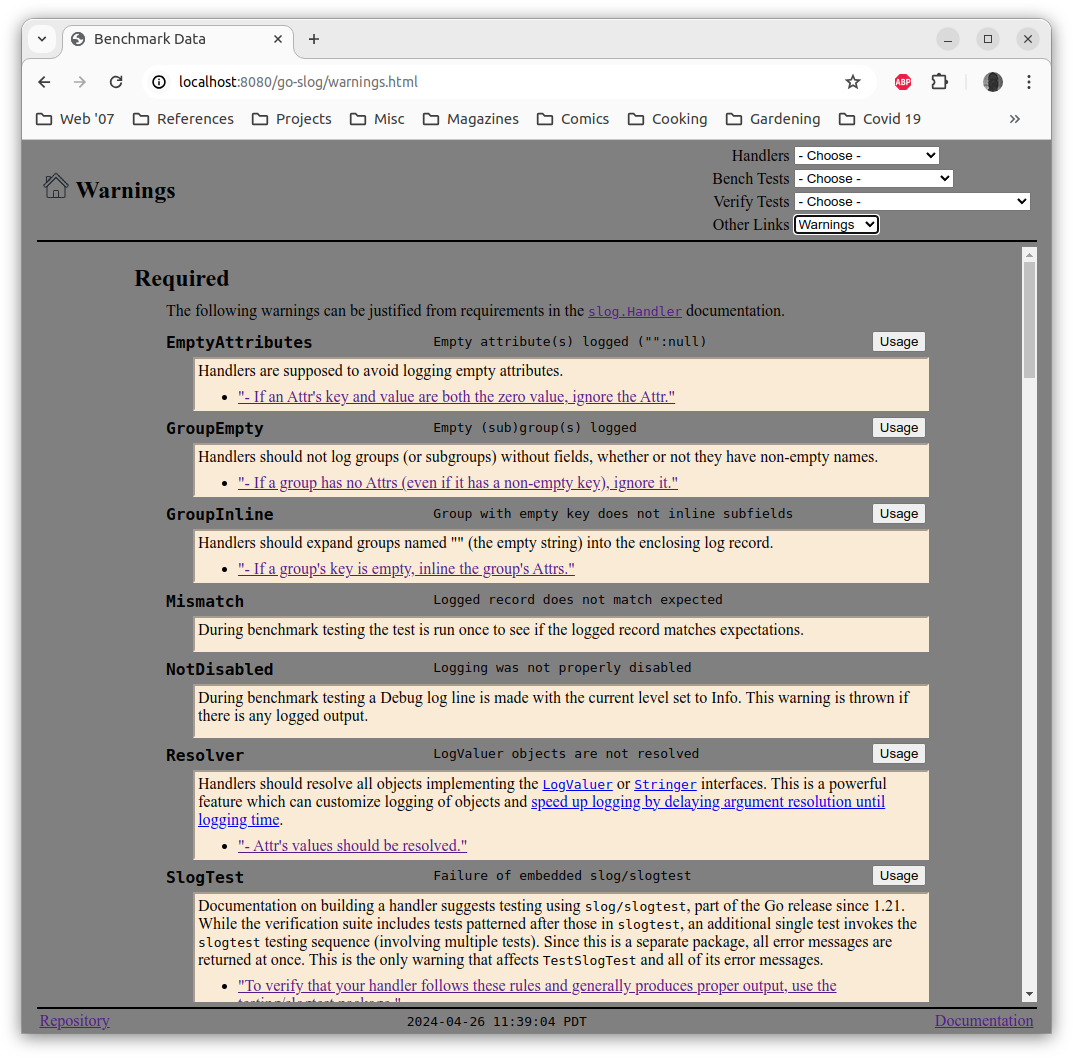 Benchmark Data
localhost:8080/go-slog/warnings.html
ABP
Web '07 References Projects Misc Magazines Comics Cooking Gardening Covid 19 »
Warnings
Handlers - Choose -
Bench Tests - Choose -
Verify Tests - Choose -
Other Links Warnings
Required
The following warnings can be justified from requirements in the slog.Handler documentation.
EmptyAttributes Empty attribute(s) logged ("":null) Usage
Handlers are supposed to avoid logging empty attributes.
• "- If an Attr's key and value are both the zero value, ignore the Attr."
GroupEmpty Empty (sub)group(s) logged Usage
Handlers should not log groups (or subgroups) without fields, whether or not they have non-empty names.
• "- If a group has no Attrs (even if it has a non-empty key), ignore it."
GroupInline Group with empty key does not inline subfields Usage
Handlers should expand groups named "" (the empty string) into the enclosing log record.
• "- If a group's key is empty, inline the group's Attrs."
Mismatch Logged record does not match expected
During benchmark testing the test is run once to see if the logged record matches expectations.
NotDisabled Logging was not properly disabled
During benchmark testing a Debug log line is made with the current level set to Info. This warning is thrown if
there is any logged output.
Resolver LogValuer objects are not resolved Usage
Handlers should resolve all objects implementing the LogValuer or Stringer interfaces. This is a powerful
feature which can customize logging of objects and speed up logging by delaying argument resolution until
logging time.
• "- Attr's values should be resolved."
SlogTest Failure of embedded slog/slogtest Usage
Documentation on building a handler suggests testing using slog/slogtest, part of the Go release since 1.21.
While the verification suite includes tests patterned after those in slogtest, an additional single test invokes the
slogtest testing sequence (involving multiple tests). Since this is a separate package, all error messages are
returned at once. This is the only warning that affects TestSlogTest and all of its error messages.
• "To verify that your handler follows these rules and generally produces proper output, use the
testing/slogtest package."
Repository 2024-04-26 11:39:04 PDT Documentation